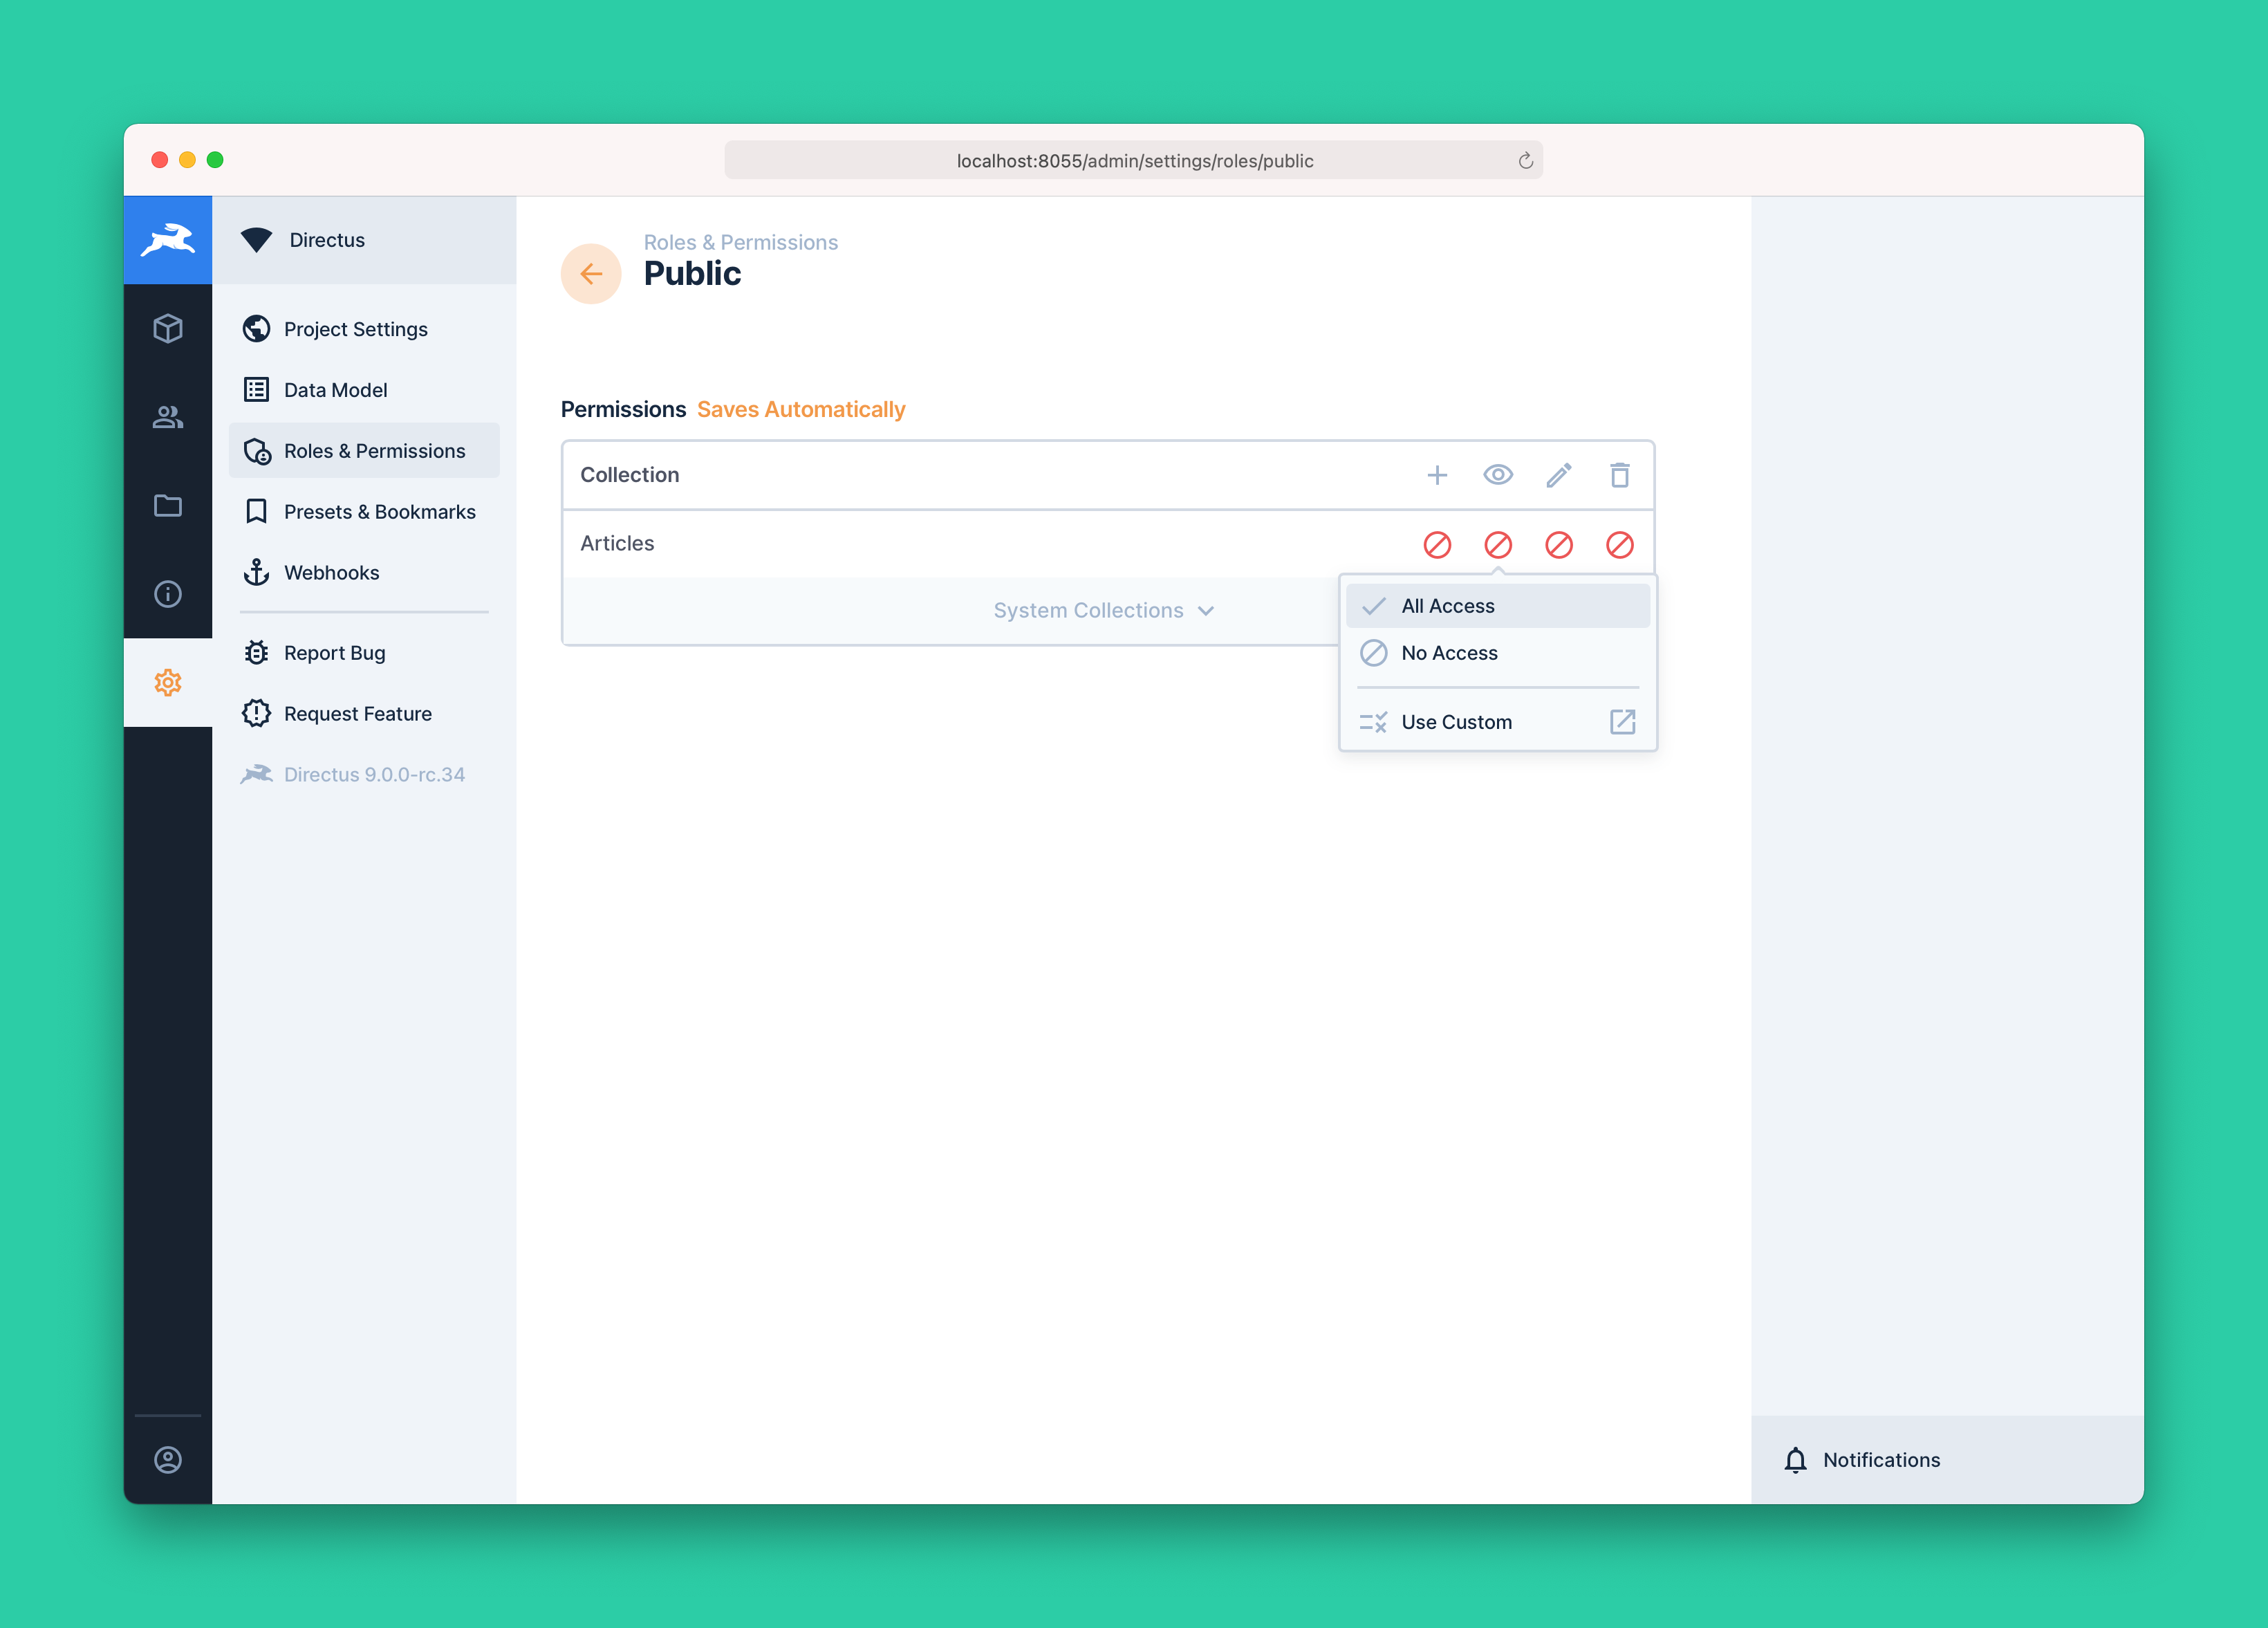 localhost:8055/admin/settings/roles/public
Directus
Project Settings
Data Model
Roles & Permissions
Presets & Bookmarks
Webhooks
Report Bug
Request Feature
Directus 9.0.0-rc.34
Roles & Permissions
Public
Permissions Saves Automatically
Collection
Articles
System Collections
All Access
No Access
Use Custom
Notifications